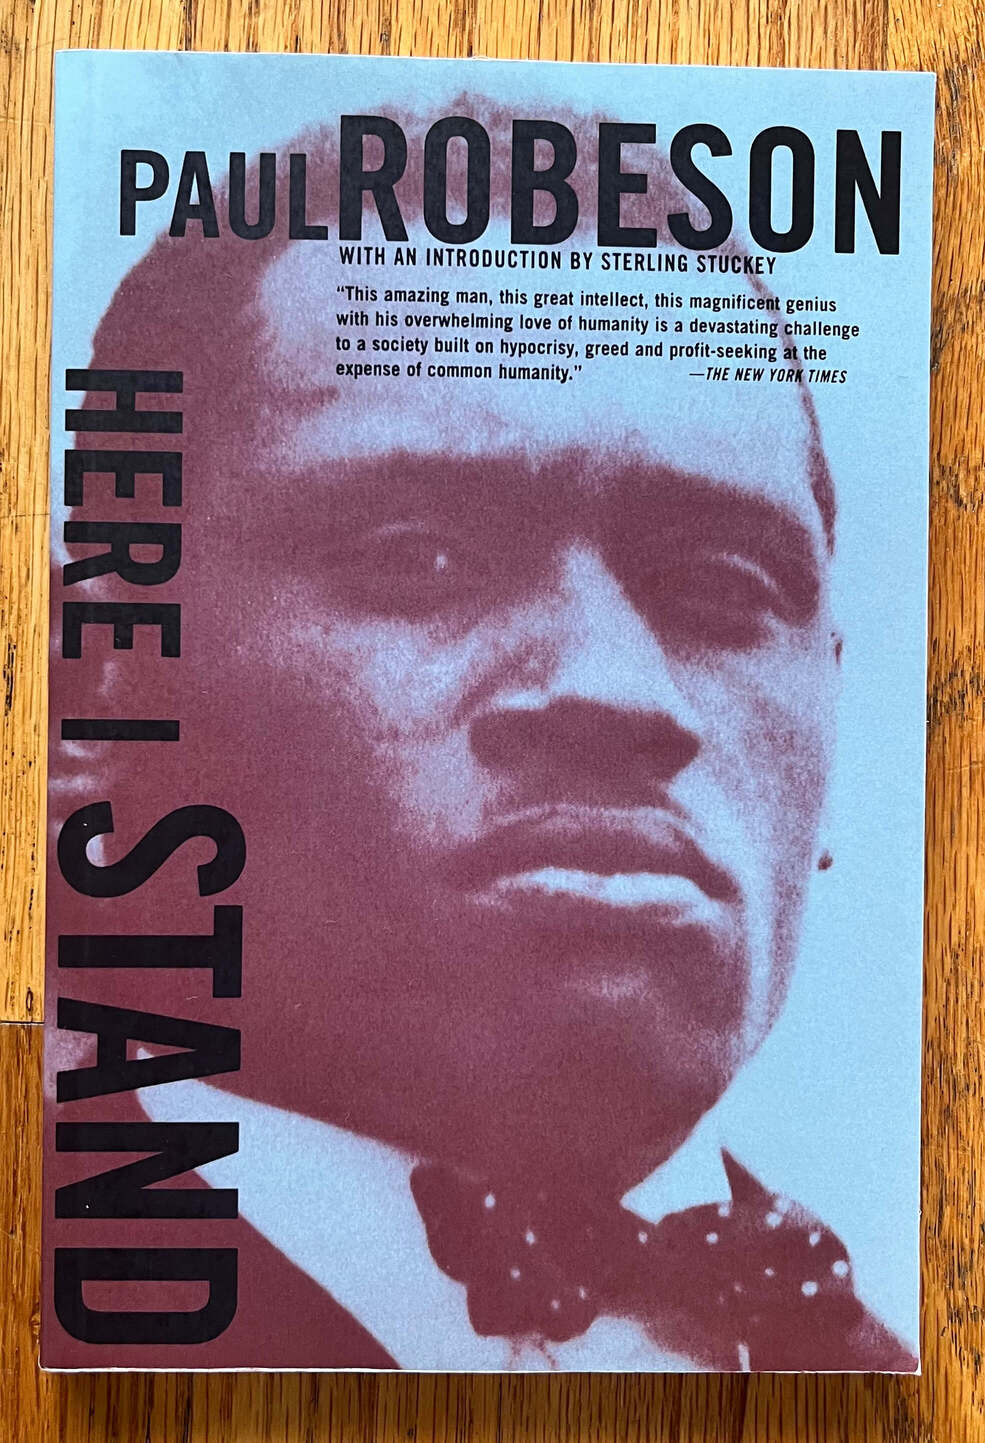 PAUL ROBESON
WITH AN INTRODUCTION BY STERLING STUCKEY
“This amazing man, this great intellect, this magnificent genius
with his overwhelming love of humanity is a devastating challenge
to a society built on hypocrisy, greed and profit-seeking at the
expense of common humanity.” —THE NEW YORK TIMES
HERE I STAND